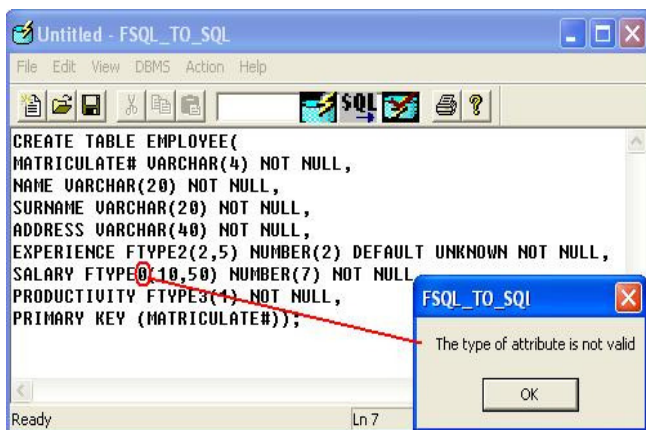 Untitled - FSQL_TO_SQL
File Edit View DBMS Action Help
SQL
CREATE TABLE EMPLOYEE(
MATRICULATE# VARCHAR(4) NOT NULL,
NAME VARCHAR(20) NOT NULL,
SURNAME VARCHAR(20) NOT NULL,
ADDRESS VARCHAR(40) NOT NULL,
EXPERIENCE FTYPE2(2,5) NUMBER(2) DEFAULT UNKNOWN NOT NULL,
SALARY FTYPE0(10,50) NUMBER(7) NOT NULL
PRODUCTIVITY FTYPE3(1) NOT NULL,
PRIMARY KEY (MATRICULATE#));
FSQL_TO_SQl
The type of attribute is not valid
OK
Ready Ln 7